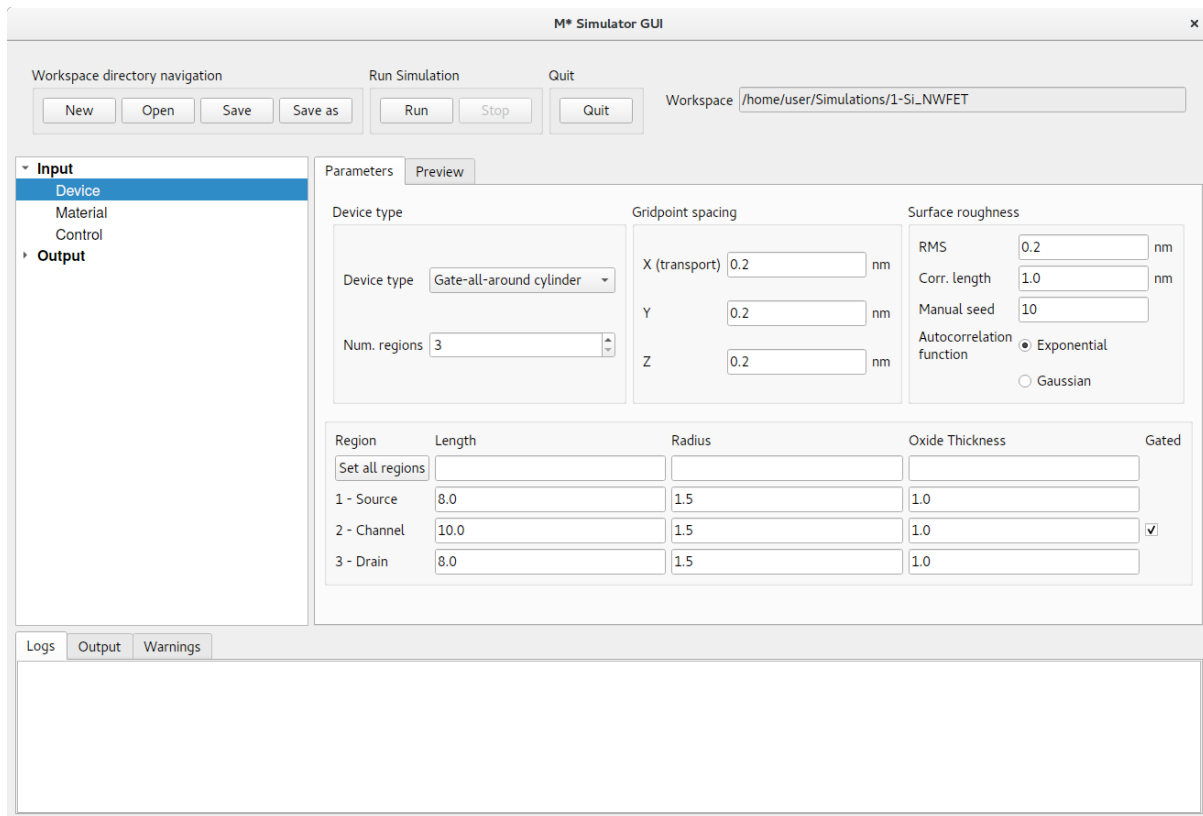 M* Simulator GUI
Workspace directory navigation
Run Simulation
Quit
New
Open
Save
Save as
Run
Stop
Quit
Workspace
/home/user/Simulations/1-Si_NWFET
Input
Device
Material
Control
Output
Parameters
Preview
Device type
Device type
Gate-all-around cylinder
Num. regions
3
Gridpoint spacing
X (transport)
0.2
nm
Y
0.2
nm
Z
0.2
nm
Surface roughness
RMS
0.2
nm
Corr. length
1.0
nm
Manual seed
10
Autocorrelation
function
Exponential
Gaussian
Region
Length
Radius
Oxide Thickness
Gated
Set all regions
1 - Source
8.0
1.5
1.0
2 - Channel
10.0
1.5
1.0
3 - Drain
8.0
1.5
1.0
Logs
Output
Warnings